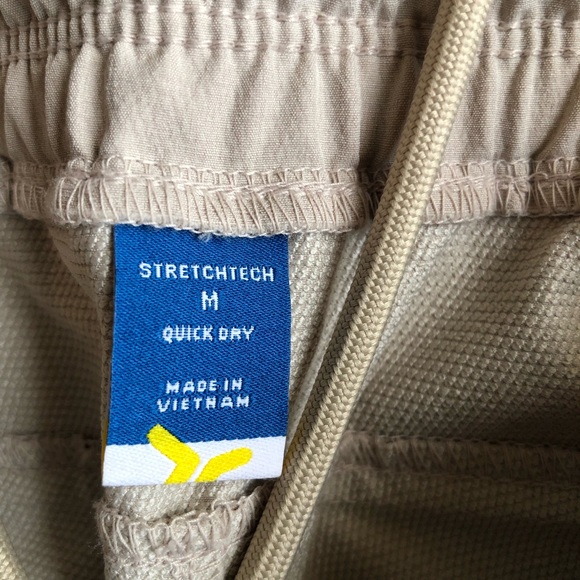 STRETCHTECH
M
QUICK DRY
MADE IN
VIETNAM